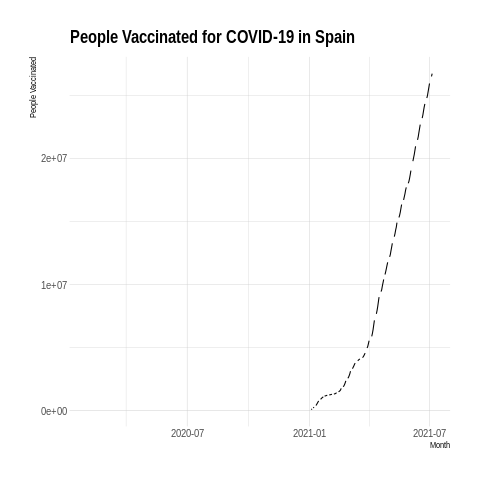 People Vaccinated for COVID-19 in Spain
People Vaccinated
2e+07
1e+07
0e+00
2020-07 2021-01 2021-07
Month